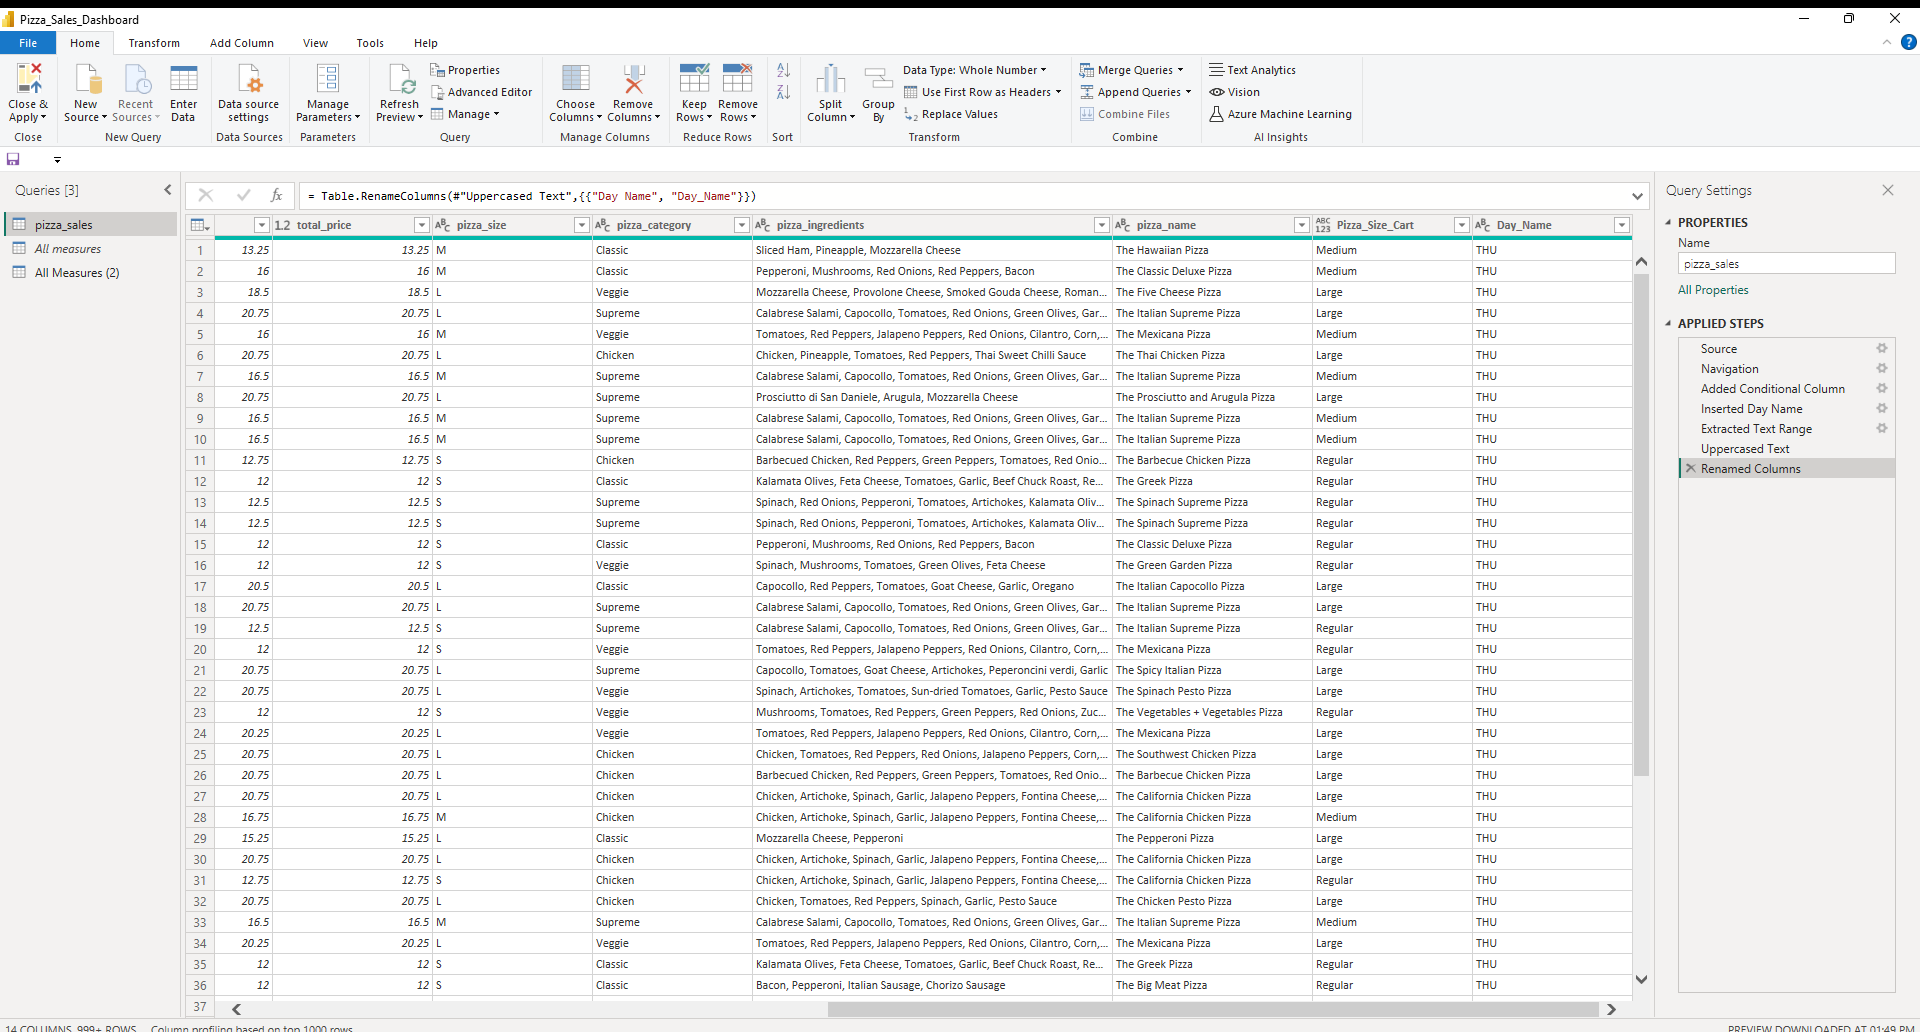 Pizza_Sales_Dashboard
File Home Transform Add Column View Tools Help
Close & Apply
Close
New Source
Recent Sources
Enter Data
New Query
Data source settings
Data Sources
Manage Parameters
Parameters
Refresh Preview
Properties
Advanced Editor
Manage
Query
Choose Columns
Remove Columns
Manage Columns
Keep Rows
Remove Rows
Reduce Rows
Sort
Split Column
Group By
Data Type: Whole Number
Use First Row as Headers
Replace Values
Transform
Merge Queries
Append Queries
Combine Files
Combine
Text Analytics
Vision
Azure Machine Learning
AI Insights
Queries [3]
pizza_sales
All measures
All Measures (2)
fx = Table.RenameColumns(#"Uppercased Text",{{"Day Name", "Day_Name"}})
1.2 total_price ABC pizza_size ABC pizza_category ABC pizza_ingredients ABC pizza_name ABC 123 Pizza_Size_Cart ABC Day_Name
1 13.25 13.25 M Classic Sliced Ham, Pineapple, Mozzarella Cheese The Hawaiian Pizza Medium THU
2 16 16 M Classic Pepperoni, Mushrooms, Red Onions, Red Peppers, Bacon The Classic Deluxe Pizza Medium THU
3 18.5 18.5 L Veggie Mozzarella Cheese, Provolone Cheese, Smoked Gouda Cheese, Roman... The Five Cheese Pizza Large THU
4 20.75 20.75 L Supreme Calabrese Salami, Capocollo, Tomatoes, Red Onions, Green Olives, Gar... The Italian Supreme Pizza Large THU
5 16 16 M Veggie Tomatoes, Red Peppers, Jalapeno Peppers, Red Onions, Cilantro, Corn,... The Mexicana Pizza Medium THU
6 20.75 20.75 L Chicken Chicken, Pineapple, Tomatoes, Red Peppers, Thai Sweet Chilli Sauce The Thai Chicken Pizza Large THU
7 16.5 16.5 M Supreme Calabrese Salami, Capocollo, Tomatoes, Red Onions, Green Olives, Gar... The Italian Supreme Pizza Medium THU
8 20.75 20.75 L Supreme Prosciutto di San Daniele, Arugula, Mozzarella Cheese The Prosciutto and Arugula Pizza Large THU
9 16.5 16.5 M Supreme Calabrese Salami, Capocollo, Tomatoes, Red Onions, Green Olives, Gar... The Italian Supreme Pizza Medium THU
10 16.5 16.5 M Supreme Calabrese Salami, Capocollo, Tomatoes, Red Onions, Green Olives, Gar... The Italian Supreme Pizza Medium THU
11 12.75 12.75 S Chicken Barbecued Chicken, Red Peppers, Green Peppers, Tomatoes, Red Onio... The Barbecue Chicken Pizza Regular THU
12 12 12 S Classic Kalamata Olives, Feta Cheese, Tomatoes, Garlic, Beef Chuck Roast, Re... The Greek Pizza Regular THU
13 12.5 12.5 S Supreme Spinach, Red Onions, Pepperoni, Tomatoes, Artichokes, Kalamata Oliv... The Spinach Supreme Pizza Regular THU
14 12.5 12.5 S Supreme Spinach, Red Onions, Pepperoni, Tomatoes, Artichokes, Kalamata Oliv... The Spinach Supreme Pizza Regular THU
15 12 12 S Classic Pepperoni, Mushrooms, Red Onions, Red Peppers, Bacon The Classic Deluxe Pizza Regular THU
16 12 12 S Veggie Spinach, Mushrooms, Tomatoes, Green Olives, Feta Cheese The Green Garden Pizza Regular THU
17 20.5 20.5 L Classic Capocollo, Red Peppers, Tomatoes, Goat Cheese, Garlic, Oregano The Italian Capocollo Pizza Large THU
18 20.75 20.75 L Supreme Calabrese Salami, Capocollo, Tomatoes, Red Onions, Green Olives, Gar... The Italian Supreme Pizza Large THU
19 12.5 12.5 S Supreme Calabrese Salami, Capocollo, Tomatoes, Red Onions, Green Olives, Gar... The Italian Supreme Pizza Regular THU
20 12 12 S Veggie Tomatoes, Red Peppers, Jalapeno Peppers, Red Onions, Cilantro, Corn,... The Mexicana Pizza Regular THU
21 20.75 20.75 L Supreme Capocollo, Tomatoes, Goat Cheese, Artichokes, Peperoncini verdi, Garlic The Spicy Italian Pizza Large THU
22 20.75 20.75 L Veggie Spinach, Artichokes, Tomatoes, Sun-dried Tomatoes, Garlic, Pesto Sauce The Spinach Pesto Pizza Large THU
23 12 12 S Veggie Mushrooms, Tomatoes, Red Peppers, Green Peppers, Red Onions, Zuc... The Vegetables + Vegetables Pizza Regular THU
24 20.25 20.25 L Veggie Tomatoes, Red Peppers, Jalapeno Peppers, Red Onions, Cilantro, Corn,... The Mexicana Pizza Large THU
25 20.75 20.75 L Chicken Chicken, Tomatoes, Red Peppers, Red Onions, Jalapeno Peppers, Corn,... The Southwest Chicken Pizza Large THU
26 20.75 20.75 L Chicken Barbecued Chicken, Red Peppers, Green Peppers, Tomatoes, Red Onio... The Barbecue Chicken Pizza Large THU
27 20.75 20.75 L Chicken Chicken, Artichoke, Spinach, Garlic, Jalapeno Peppers, Fontina Cheese,... The California Chicken Pizza Large THU
28 16.75 16.75 M Chicken Chicken, Artichoke, Spinach, Garlic, Jalapeno Peppers, Fontina Cheese,... The California Chicken Pizza Medium THU
29 15.25 15.25 L Classic Mozzarella Cheese, Pepperoni The Pepperoni Pizza Large THU
30 20.75 20.75 L Chicken Chicken, Artichoke, Spinach, Garlic, Jalapeno Peppers, Fontina Cheese,... The California Chicken Pizza Large THU
31 12.75 12.75 S Chicken Chicken, Artichoke, Spinach, Garlic, Jalapeno Peppers, Fontina Cheese,... The California Chicken Pizza Regular THU
32 20.75 20.75 L Chicken Chicken, Tomatoes, Red Peppers, Spinach, Garlic, Pesto Sauce The Chicken Pesto Pizza Large THU
33 16.5 16.5 M Supreme Calabrese Salami, Capocollo, Tomatoes, Red Onions, Green Olives, Gar... The Italian Supreme Pizza Medium THU
34 20.25 20.25 L Veggie Tomatoes, Red Peppers, Jalapeno Peppers, Red Onions, Cilantro, Corn,... The Mexicana Pizza Large THU
35 12 12 S Classic Kalamata Olives, Feta Cheese, Tomatoes, Garlic, Beef Chuck Roast, Re... The Greek Pizza Regular THU
36 12 12 S Classic Bacon, Pepperoni, Italian Sausage, Chorizo Sausage The Big Meat Pizza Regular THU
37
Query Settings
PROPERTIES
Name
pizza_sales
All Properties
APPLIED STEPS
Source
Navigation
Added Conditional Column
Inserted Day Name
Extracted Text Range
Uppercased Text
Renamed Columns
14 COLUMNS, 999+ ROWS Column profiling based on top 1000 rows
PREVIEW DOWNLOADED AT 01:49 PM